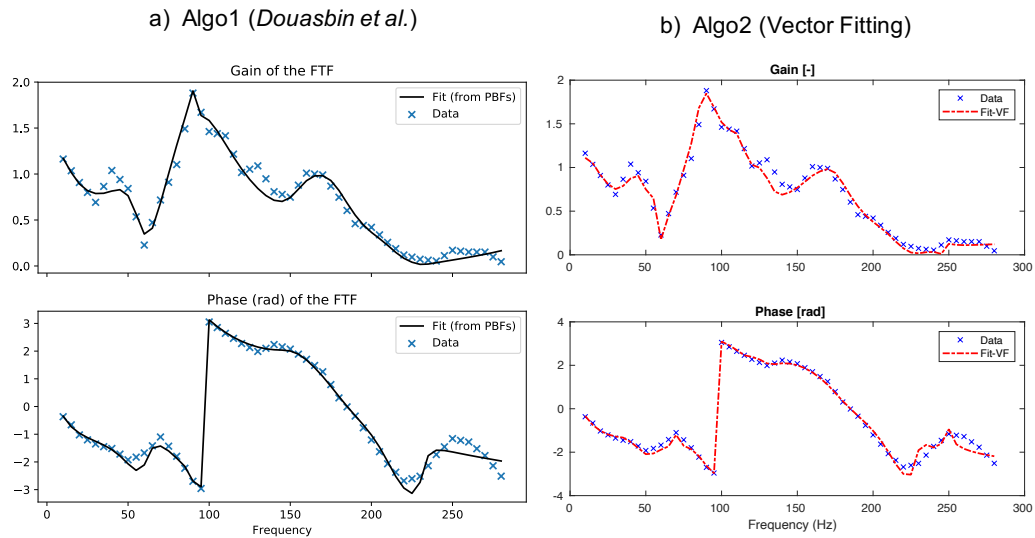 a) Algo1 (Douasbin et al.)
Gain of the FTF
2.0
1.5
1.0
0.5
0.0
Fit (from PBFs)
Data
Phase (rad) of the FTF
3
2
1
0
−1
−2
−3
Fit (from PBFs)
Data
0
50
100
150
200
250
Frequency
b) Algo2 (Vector Fitting)
Gain [-]
2
1.5
1
0.5
0
Data
Fit-VF
0
50
100
150
200
250
300
Phase [rad]
4
2
0
-2
-4
Data
Fit-VF
0
50
100
150
200
250
300
Frequency (Hz)